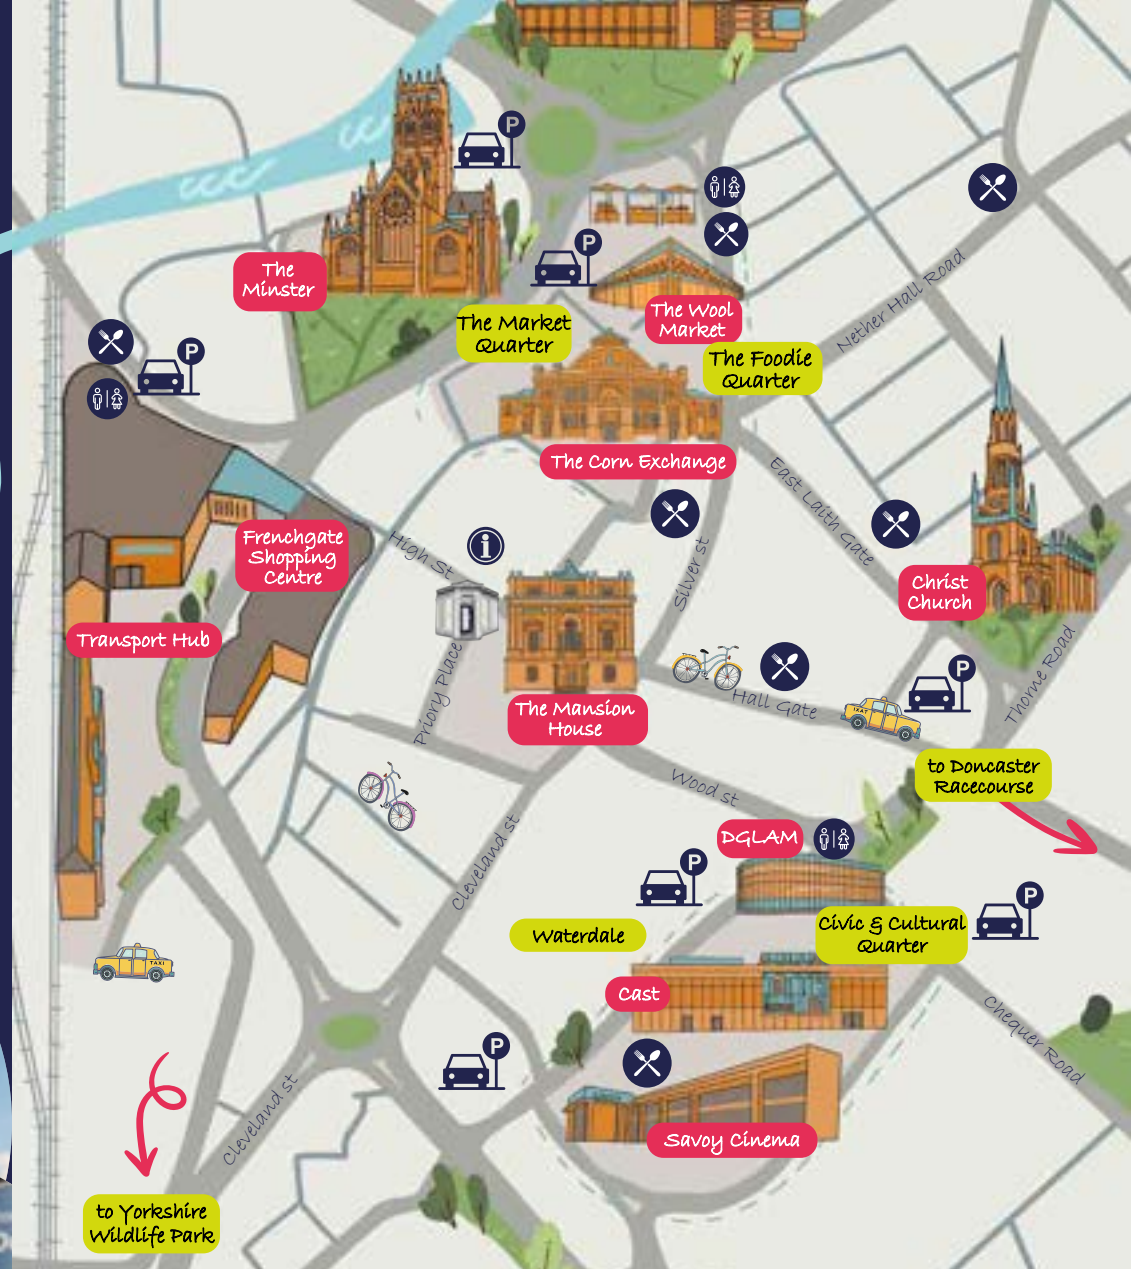 P
The
Minster
P
The Market
Quarter
The Wool
Market
The Foodie
Quarter
Nether Hall Road
P
The Corn Exchange
East Laith Gate
Frenchgate
Shopping
Centre
High St
i
Silver st
Christ
Church
Transport Hub
Priory Place
The Mansion
House
Hall Gate
TAXI
P
Thorne Road
to Doncaster
Racecourse
Wood st
DGLAM
Cleveland st
P
Waterdale
Civic & Cultural
Quarter
P
TAXI
Cast
Chequer Road
P
Cleveland st
Savoy Cinema
to Yorkshire
Wildlife Park